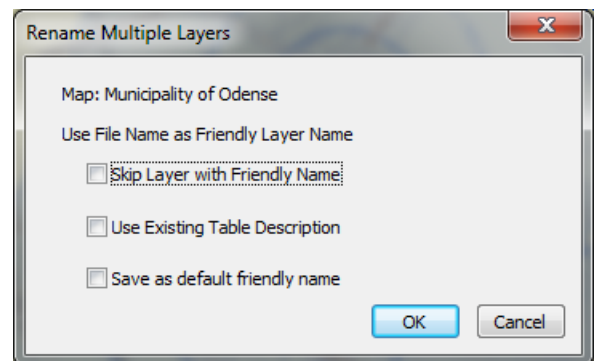 Rename Multiple Layers
Map: Municipality of Odense
Use File Name as Friendly Layer Name
Skip Layer with Friendly Name
Use Existing Table Description
Save as default friendly name
OK Cancel